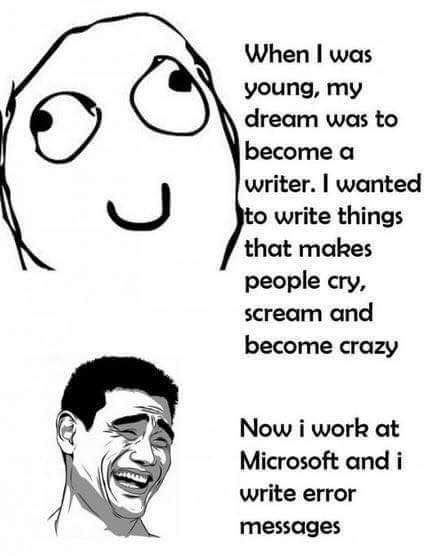 When I was
young, my
dream was to
become a
writer. I wanted
to write things
that makes
people cry,
scream and
become crazy
Now i work at
Microsoft and i
write error
messages